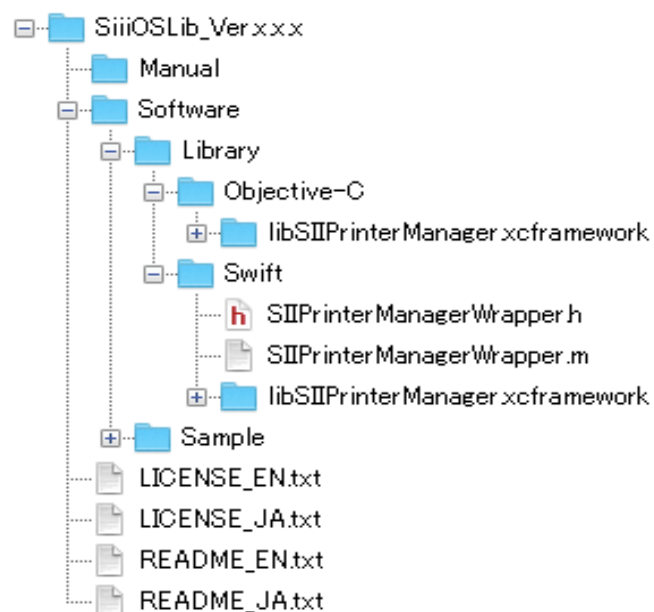 SiiiOSLib_Ver.x.x.x
Manual
Software
Library
Objective-C
libSIIPrinterManager.xcframework
Swift
h SIIPrinterManagerWrapper.h
SIIPrinterManagerWrapper.m
libSIIPrinterManager.xcframework
Sample
LICENSE_EN.txt
LICENSE_JA.txt
README_EN.txt
README_JA.txt